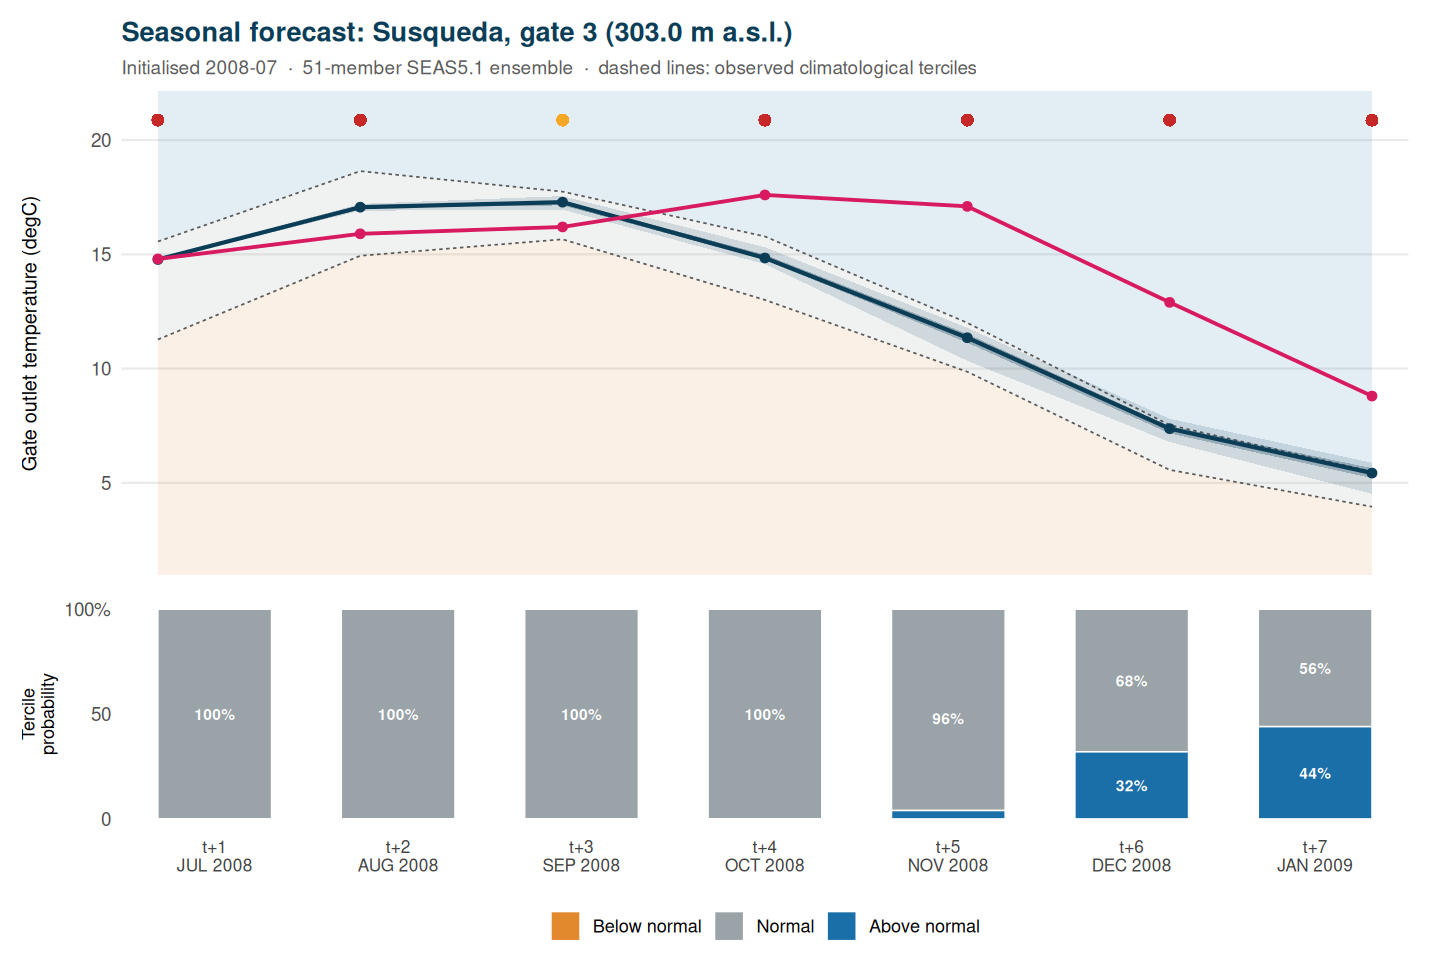 Seasonal forecast: Susqueda, gate 3 (303.0 m a.s.l.)
Initialised 2008-07 · 51-member SEAS5.1 ensemble · dashed lines: observed climatological terciles
Gate outlet temperature (degC)
20
15
10
5
Tercile
probability
100%
50
0
100%
100%
100%
100%
96%
68%
32%
56%
44%
t+1
JUL 2008
t+2
AUG 2008
t+3
SEP 2008
t+4
OCT 2008
t+5
NOV 2008
t+6
DEC 2008
t+7
JAN 2009
Below normal
Normal
Above normal